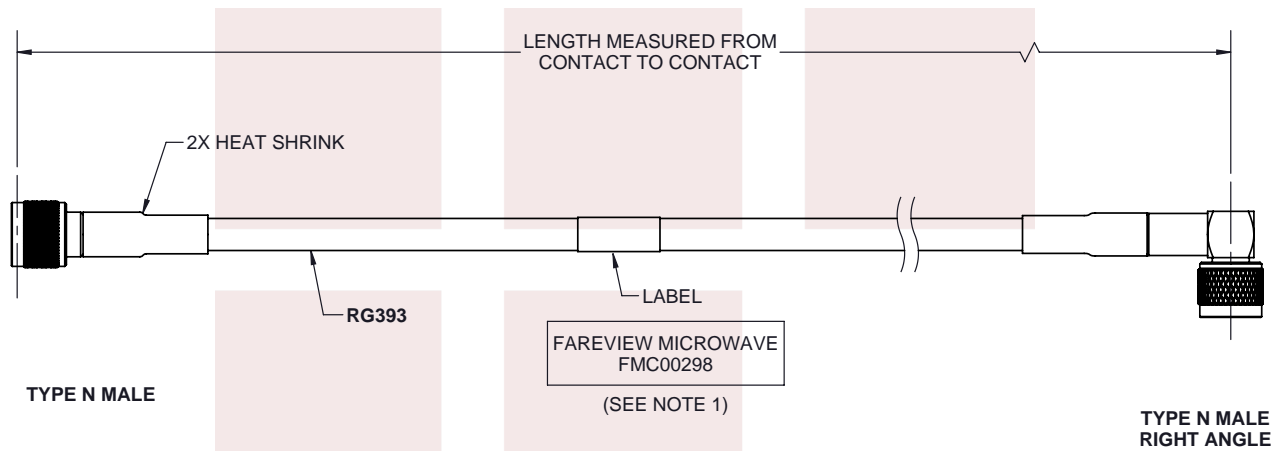 LENGTH MEASURED FROM
CONTACT TO CONTACT
2X HEAT SHRINK
LABEL
RG393
FAREVIEW MICROWAVE
FMC00298
(SEE NOTE 1)
TYPE N MALE
TYPE N MALE
RIGHT ANGLE